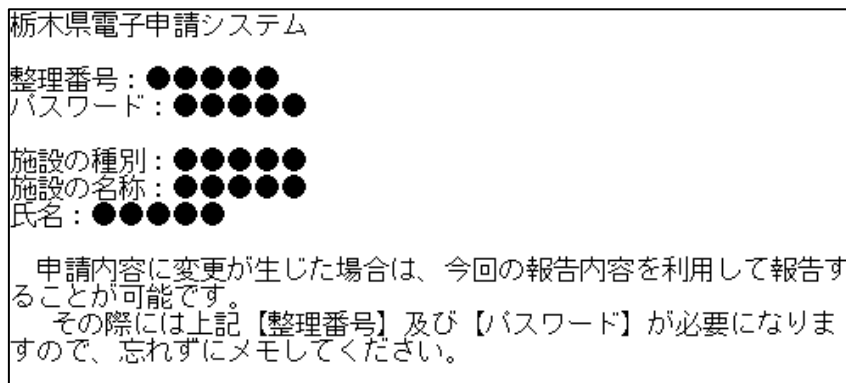 栃木県電子申請システム
整理番号：●●●●●
パスワード：●●●●●
施設の種別：●●●●●
施設の名称：●●●●●
氏名：●●●●●
　申請内容に変更が生じた場合は、今回の報告内容を利用して報告す
ることが可能です。
　その際には上記【整理番号】及び【パスワード】が必要になりま
すので、忘れずにメモしてください。